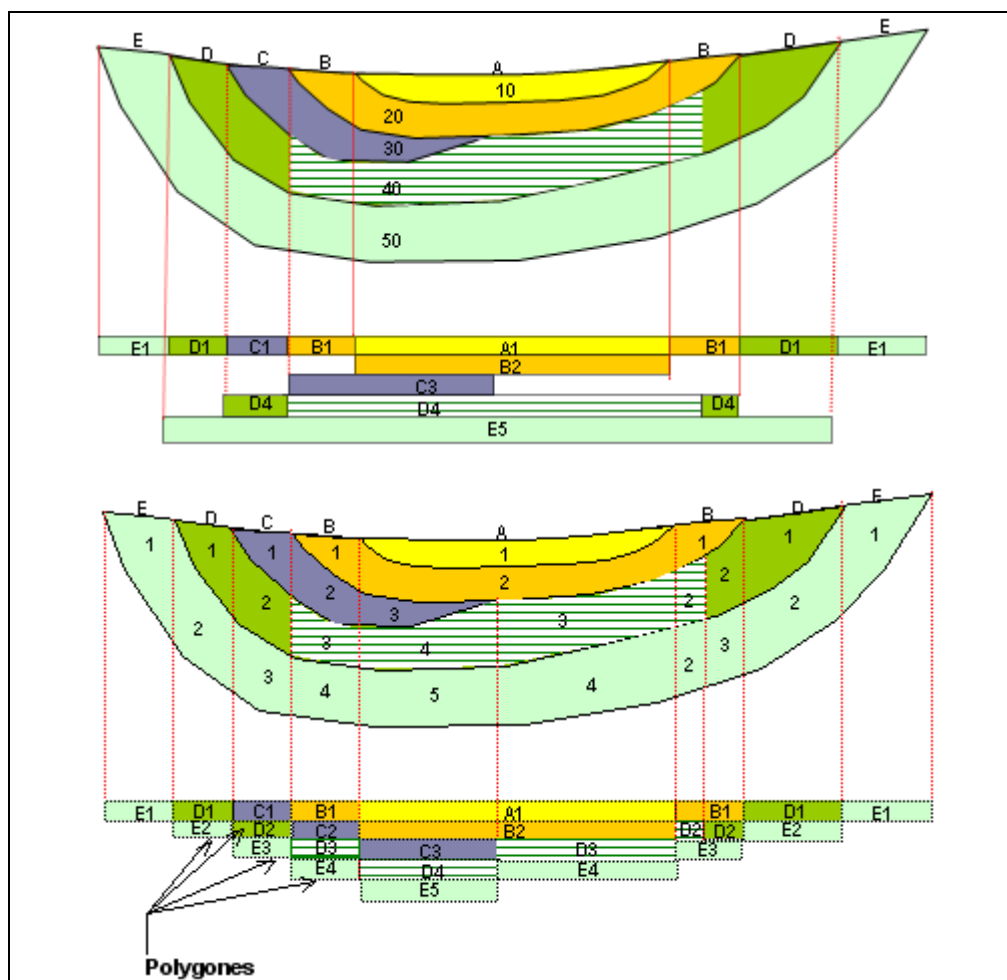 E D C B A B D E
10
20
30
40
50
E1 D1 C1 B1 A1 B1 D1 E1
B2
C3
D4 D4 D4
E5
E D C B A B D E
1 1 1 1 1 1 1 1
2 2 2 2 2 2 2
3 3 3 3
3 4 4 5 4 2
E1 D1 C1 B1 A1 B1 D1 E1
E2 D2 C2 B2 D2 D2 E2
E3 D3 C3 D3 E3
E4 D4 E4
E5
Polygones